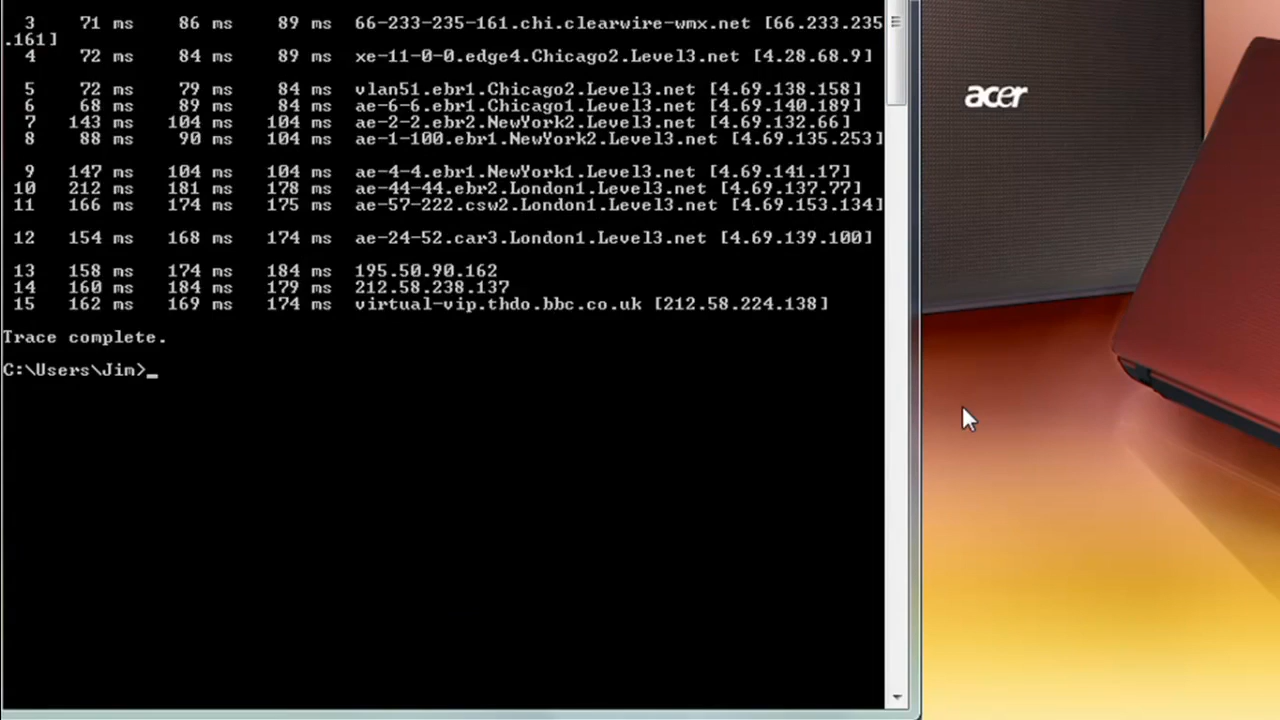 3 71 ms 86 ms 89 ms 66-233-235-161.chi.clearwire-wmx.net [66.233.235
.161]
4 72 ms 84 ms 89 ms xe-11-0-0.edge4.Chicago2.Level3.net [4.28.68.9]
5 72 ms 79 ms 84 ms vlan51.ebr1.Chicago2.Level3.net [4.69.138.158]
6 68 ms 89 ms 84 ms ae-6-6.ebr1.Chicago1.Level3.net [4.69.140.189]
7 143 ms 104 ms 104 ms ae-2-2.ebr2.NewYork2.Level3.net [4.69.132.66]
8 88 ms 90 ms 104 ms ae-1-100.ebr1.NewYork2.Level3.net [4.69.135.253]
9 147 ms 104 ms 104 ms ae-4-4.ebr1.NewYork1.Level3.net [4.69.141.17]
10 212 ms 181 ms 178 ms ae-44-44.ebr2.London1.Level3.net [4.69.137.77]
11 166 ms 174 ms 175 ms ae-57-222.csw2.London1.Level3.net [4.69.153.134]
12 154 ms 168 ms 174 ms ae-24-52.car3.London1.Level3.net [4.69.139.100]
13 158 ms 174 ms 184 ms 195.50.90.162
14 160 ms 184 ms 179 ms 212.58.238.137
15 162 ms 169 ms 174 ms virtual-vip.thdo.bbc.co.uk [212.58.224.138]
Trace complete.
C:\Users\Jim>_
acer